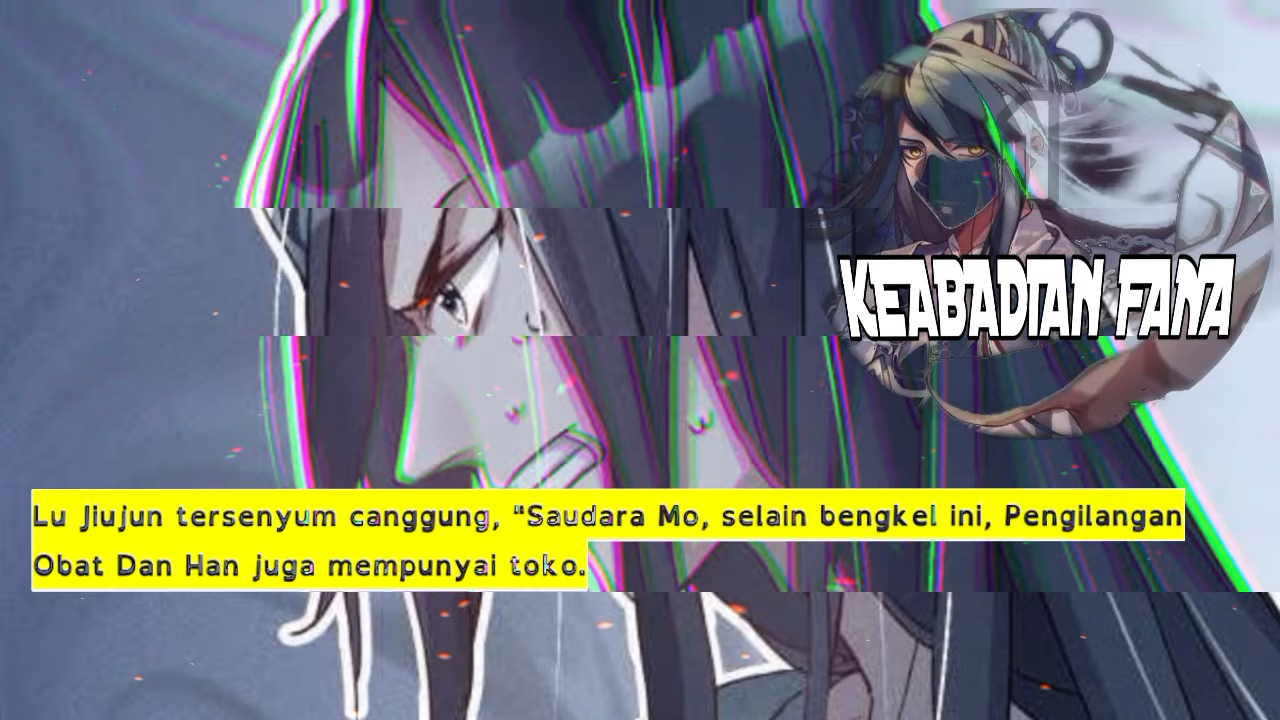 KEABADIAN FANA
Lu Jiujun tersenyum canggung, "Saudara Mo, selain bengkel ini, Pengilangan
Obat Dan Han juga mempunyai toko.